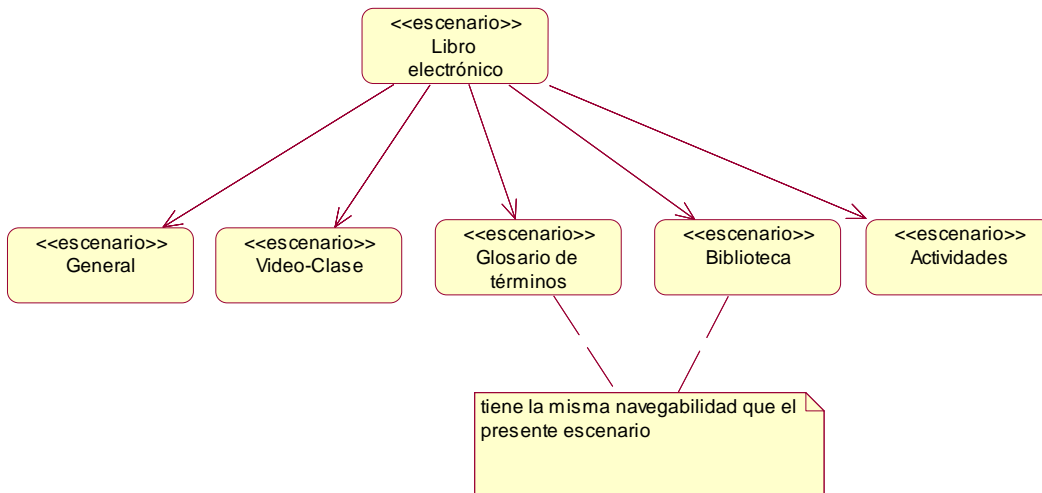 <<escenario>>
Libro
electrónico
<<escenario>>
General
<<escenario>>
Video-Clase
<<escenario>>
Glosario de
términos
<<escenario>>
Biblioteca
<<escenario>>
Actividades
tiene la misma navegabilidad que el
presente escenario